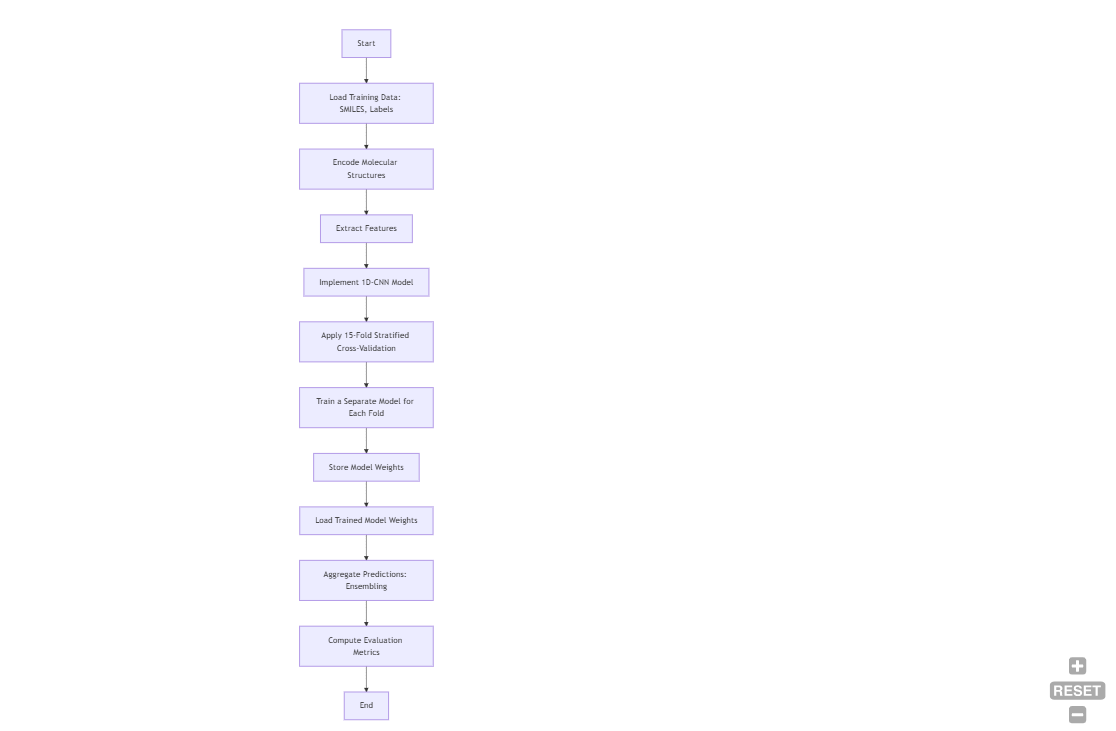 Start
Load Training Data:
SMILES, Labels
Encode Molecular
Structures
Extract Features
Implement 1D-CNN Model
Apply 15-Fold Stratified
Cross-Validation
Train a Separate Model for
Each Fold
Store Model Weights
Load Trained Model Weights
Aggregate Predictions:
Ensembling
Compute Evaluation
Metrics
End
RESET